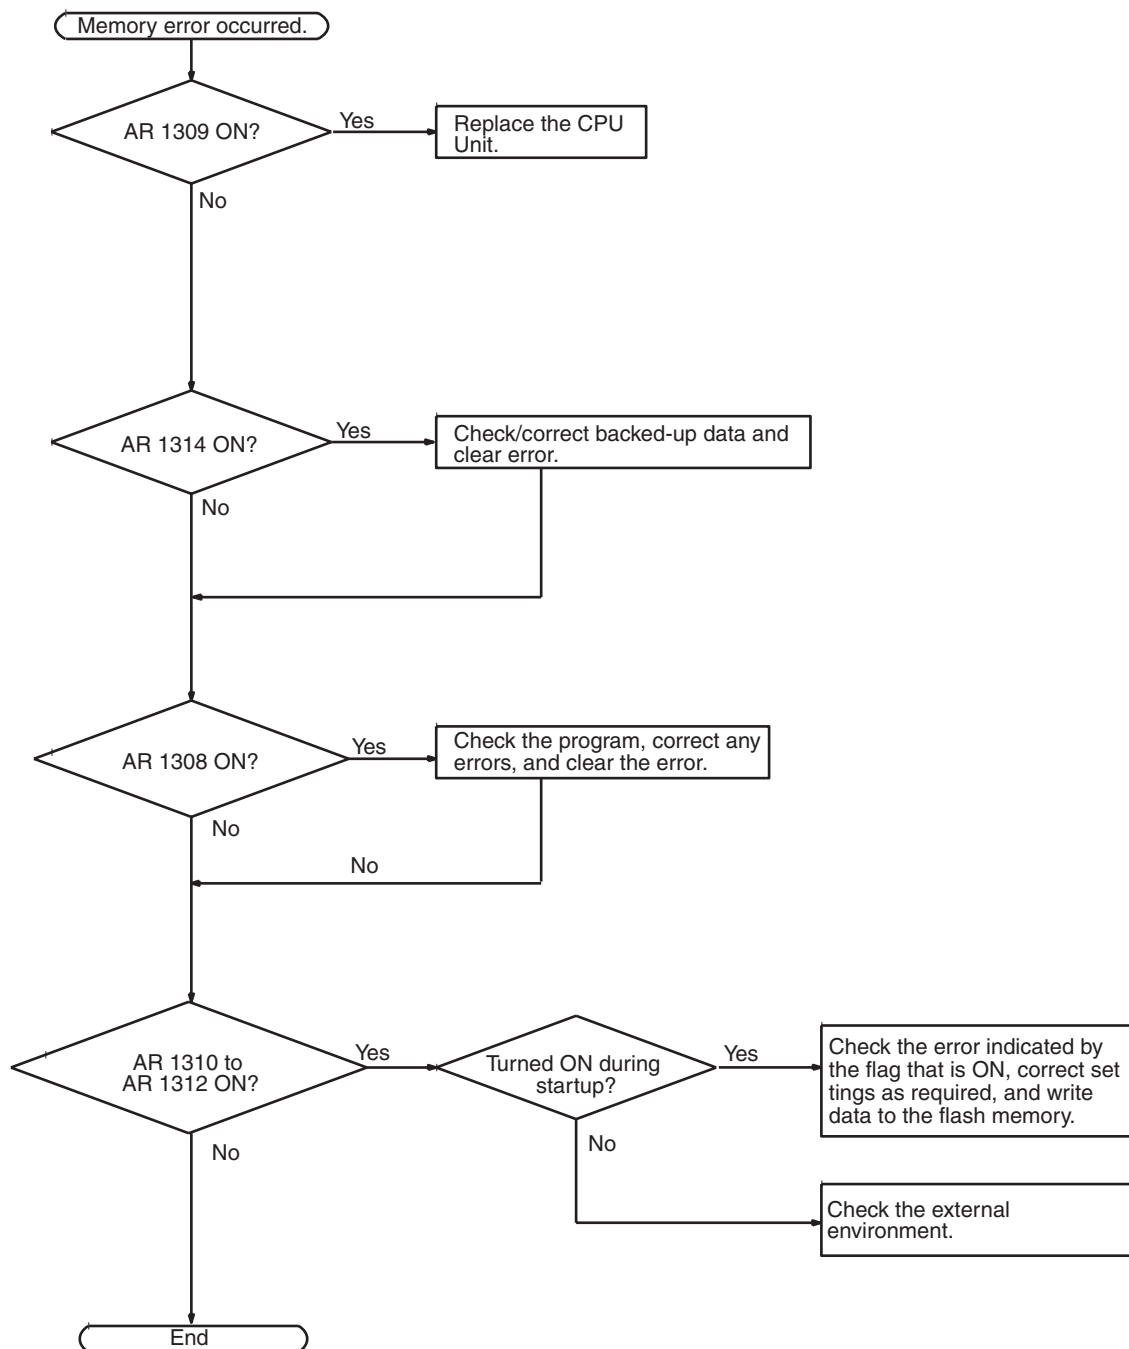 Memory error occurred.
AR 1309 ON?
Yes
Replace the CPU
Unit.
No
AR 1314 ON?
Yes
Check/correct backed-up data and
clear error.
No
AR 1308 ON?
Yes
Check the program, correct any
errors, and clear the error.
No
No
AR 1310 to
AR 1312 ON?
Yes
Turned ON during
startup?
Yes
Check the error indicated by
the flag that is ON, correct set
tings as required, and write
data to the flash memory.
No
No
Check the external
environment.
End